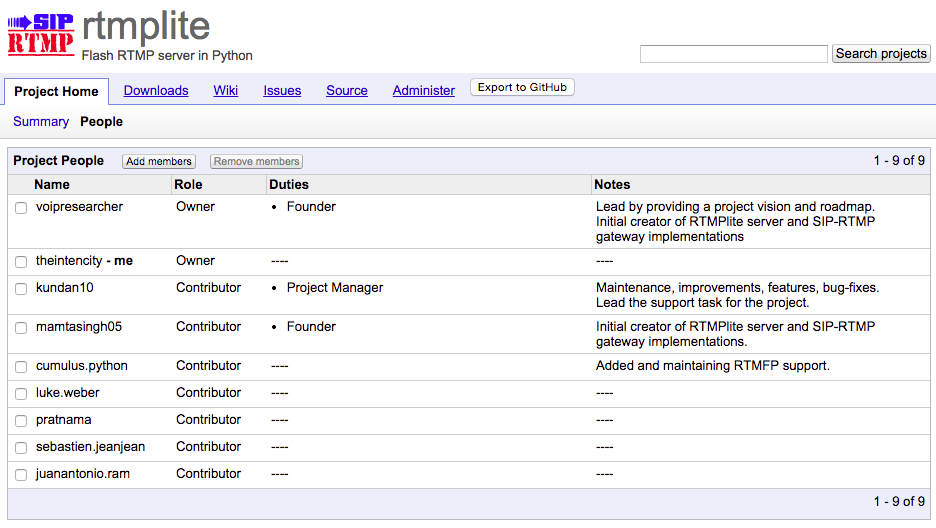 SIP
RTMP
rtmplite
Flash RTMP server in Python
Search projects
Project Home Downloads Wiki Issues Source Administer Export to GitHub
Summary People
Project People Add members Remove members 1 - 9 of 9
Name Role Duties Notes
voipresearcher Owner • Founder Lead by providing a project vision and roadmap.
Initial creator of RTMPlite server and SIP-RTMP
gateway implementations
theintencity - me Owner ---- ----
kundan10 Contributor • Project Manager Maintenance, improvements, features, bug-fixes.
Lead the support task for the project.
mamtasingh05 Contributor • Founder Initial creator of RTMPlite server and SIP-RTMP
gateway implementations.
cumulus.python Contributor ---- Added and maintaining RTMFP support.
luke.weber Contributor ---- ----
pratnama Contributor ---- ----
sebastien.jeanjean Contributor ---- ----
juanantonio.ram Contributor ---- ----
1 - 9 of 9